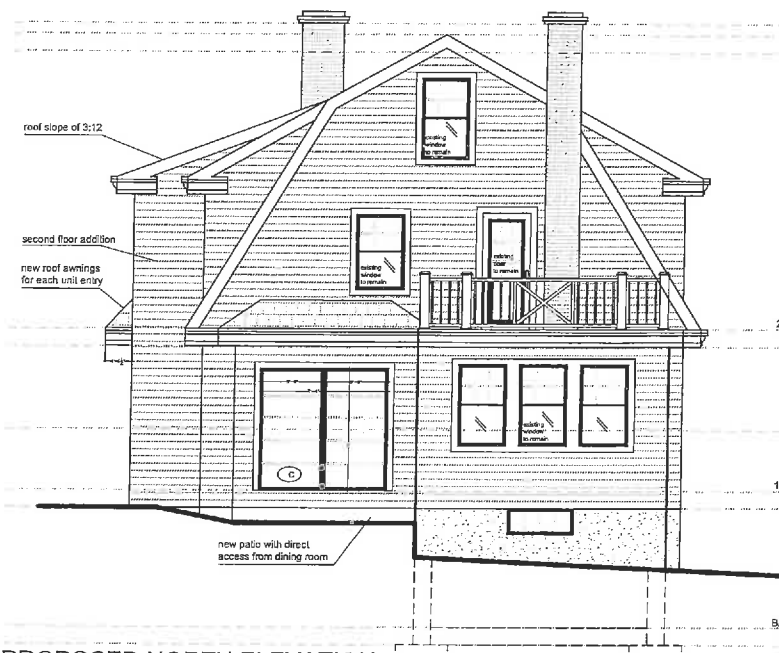 existing
window
to remain
roof slope of 3:12
second floor addition
existing
window
to remain
existing
door
to remain
new roof awnings
for each unit entry
2
existing
window
to remain
C
1
new patio with direct
access from dining room
B
PROPOSED NORTH ELEVATION